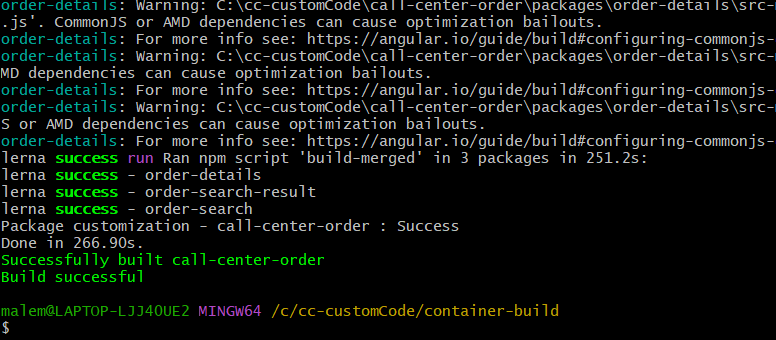 order-details: Warning: C:\cc-customCode\call-center-order\packages\order-details\src-
.js'. CommonJS or AMD dependencies can cause optimization bailouts.
order-details: For more info see: https://angular.io/guide/build#configuring-commonjs-
order-details: Warning: C:\cc-customCode\call-center-order\packages\order-details\src-
MD dependencies can cause optimization bailouts.
order-details: For more info see: https://angular.io/guide/build#configuring-commonjs-
order-details: Warning: C:\cc-customCode\call-center-order\packages\order-details\src-
S or AMD dependencies can cause optimization bailouts.
order-details: For more info see: https://angular.io/guide/build#configuring-commonjs-
lerna success run Ran npm script 'build-merged' in 3 packages in 251.2s:
lerna success - order-details
lerna success - order-search-result
lerna success - order-search
Package customization - call-center-order : Success
Done in 266.90s.
Successfully built call-center-order
Build successful
malem@LAPTOP-LJJ4OUE2 MINGW64 /c/cc-customCode/container-build
$